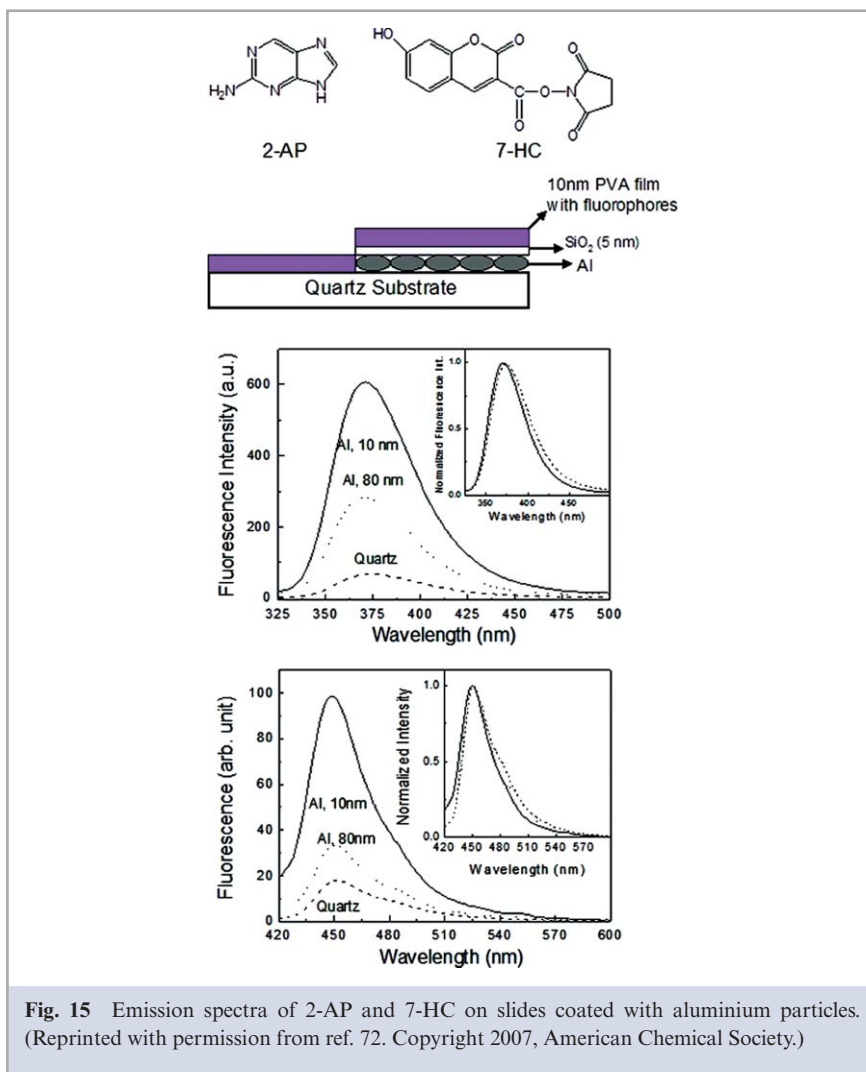 N
N
N
N
H
H₂N
2-AP
HO
O
O
C
O
N
O
O
O
7-HC
10nm PVA film
with fluorophores
SiO₂ (5 nm)
Al
Quartz Substrate
Fluorescence Intensity (a.u.)
600
400
200
0
Al, 10 nm
Al, 80 nm
Quartz
325 350 375 400 425 450 475 500
Wavelength (nm)
Normalized Fluorescence Int.
1.0
0.5
0.0
350 400 450
Wavelength (nm)
Fluorescence (arb. unit)
100
80
60
40
20
0
Al, 10nm
Al, 80nm
Quartz
420 450 480 510 540 570 600
Wavelength (nm)
Normalized Intensity
1.0
0.5
0.0
420 450 480 510 540 570
Wavelength (nm)
Fig. 15 Emission spectra of 2-AP and 7-HC on slides coated with aluminium particles.
(Reprinted with permission from ref. 72. Copyright 2007, American Chemical Society.)